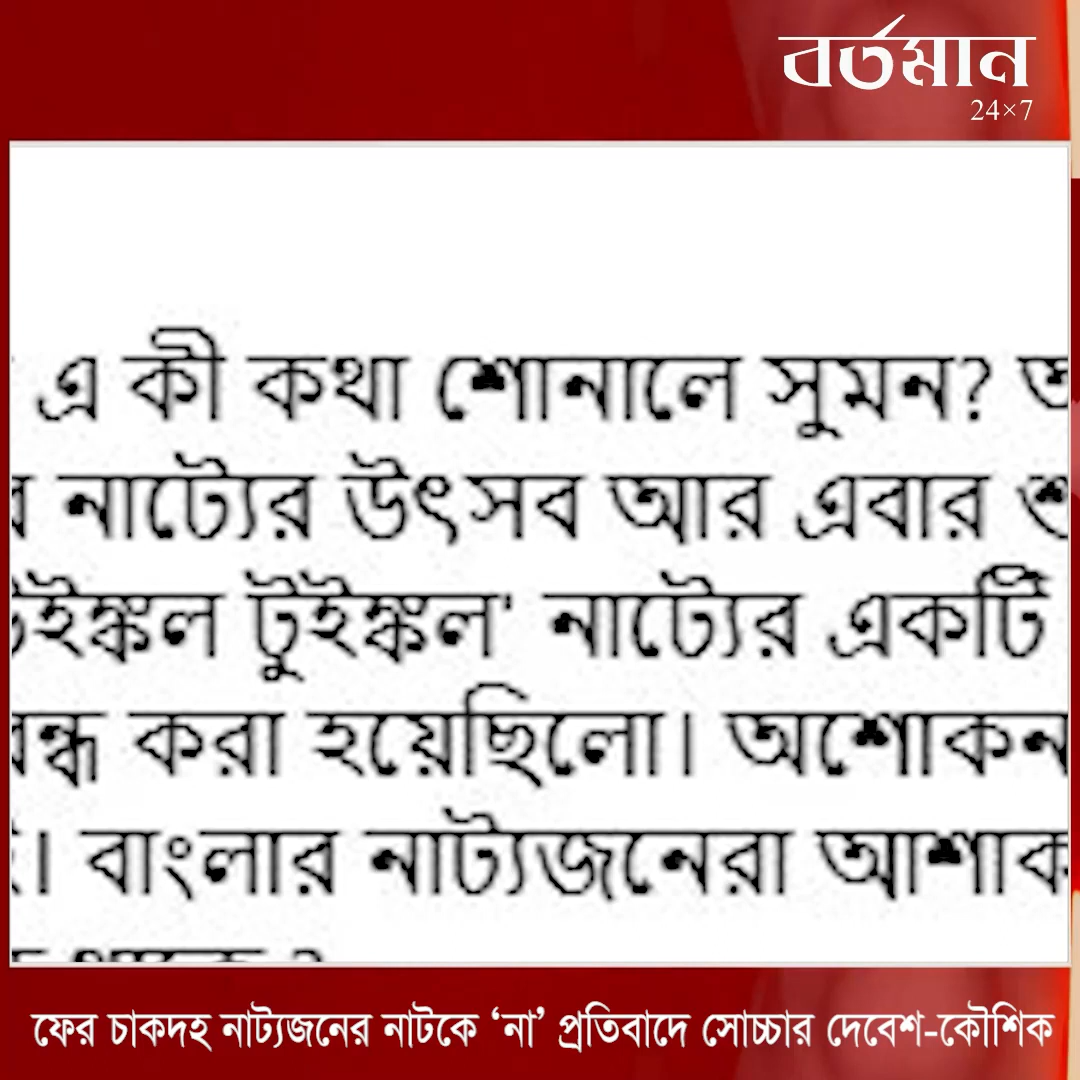 বর্তমান
24×7
এ কী কথা শোনালে সুমন?
নাট্যের উৎসব আর এবার
টুইঙ্কল' নাট্যের একটি
করা হয়েছিলো। অশোকন
। বাংলার নাট্যজনেরা আশাক
ফের চাকদহ নাট্যজনের নাটকে ‘না’ প্রতিবাদে সোচ্চার দেবেশ-কৌশিক